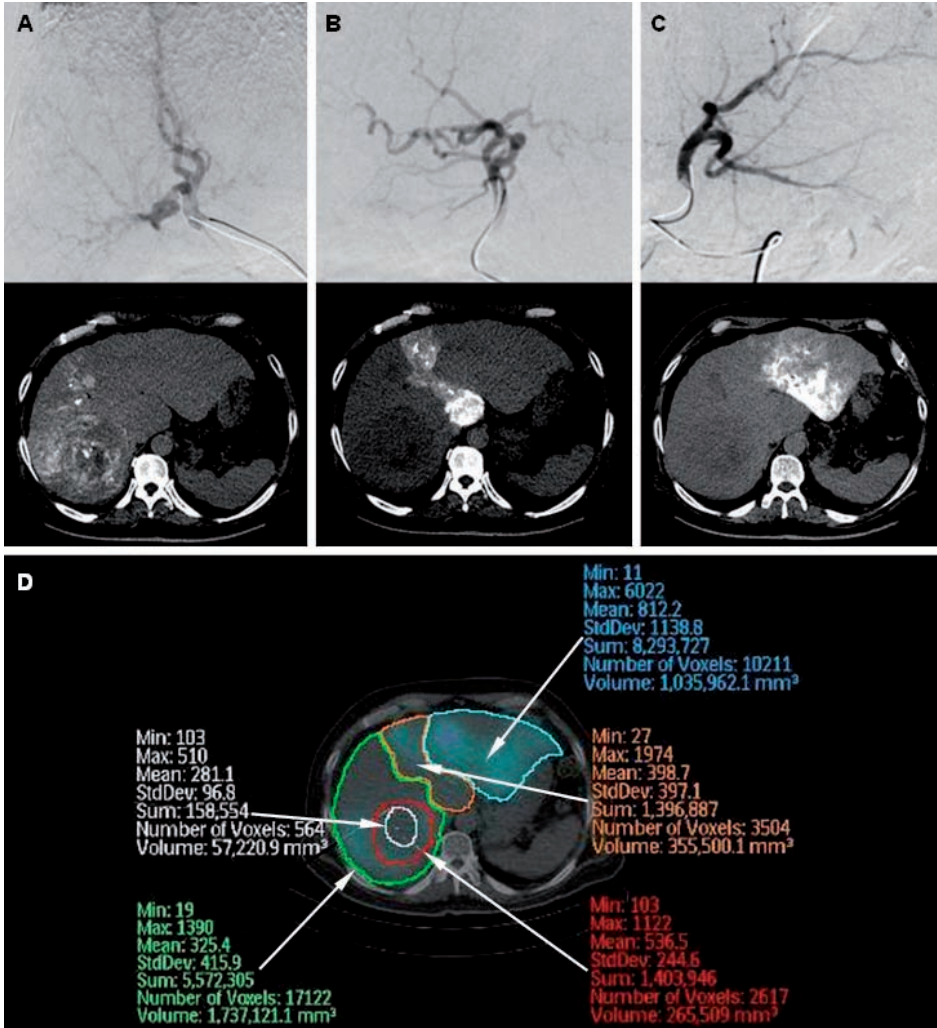 A
B
C
D
Min: 11
Max: 6022
Mean: 812.2
StdDev: 1138.8
Sum: 8,293,727
Number of Voxels: 10211
Volume: 1,035,962.1 mm³
Min: 103
Max: 510
Mean: 281.1
StdDev: 96.8
Sum: 158,554
Number of Voxels: 564
Volume: 57,220.9 mm³
Min: 27
Max: 1974
Mean: 398.7
StdDev: 397.1
Sum: 1,396,887
Number of Voxels: 3504
Volume: 355,500.1 mm³
Min: 19
Max: 1390
Mean: 325.4
StdDev: 415.9
Sum: 5,572,305
Number of Voxels: 17122
Volume: 1,737,121.1 mm³
Min: 103
Max: 1122
Mean: 536.5
StdDev: 244.6
Sum: 1,403,946
Number of Voxels: 2617
Volume: 265,509 mm³